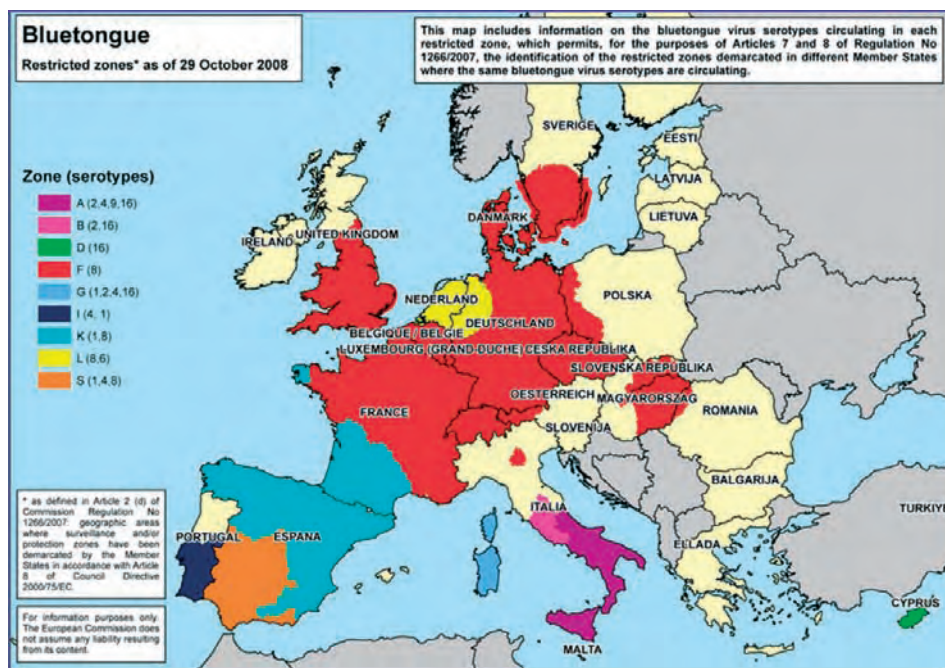 Bluetongue
Restricted zones* as of 29 October 2008
This map includes information on the bluetongue virus serotypes circulating in each
restricted zone, which permits, for the purposes of Articles 7 and 8 of Regulation No
1266/2007, the identification of the restricted zones demarcated in different Member States
where the same bluetongue virus serotypes are circulating.
Zone (serotypes)
A (2,4,9,16)
B (2,16)
D (16)
F (8)
G (1,2,4,16)
I (4, 1)
K (1,8)
L (8,6)
S (1,4,8)
SVERIGE
EESTI
LATVIJA
LIETUVA
DANMARK
IRELAND
UNITED KINGDOM
NEDERLAND
POLSKA
DEUTSCHLAND
BELGIQUE / BELGIE
LUXEMBOURG (GRAND-DUCHE)
CESKA REPUBLIKA
SLOVENSKA REPUBLIKA
OESTERREICH
MAGYARORSZAG
FRANCE
SLOVENIJA
ROMANIA
BALGARIJA
ITALIA
PORTUGAL
ESPANA
ELLADA
TURKIYE
CYPRUS
MALTA
* as defined in Article 2 (d) of
Commission Regulation No
1266/2007: geographic areas
where surveillance and/or
protection zones have been
demarcated by the Member
States in accordance with Article
8 of Council Directive
2000/75/EC.
For information purposes only.
The European Commission does
not assume any liability resulting
from its content.